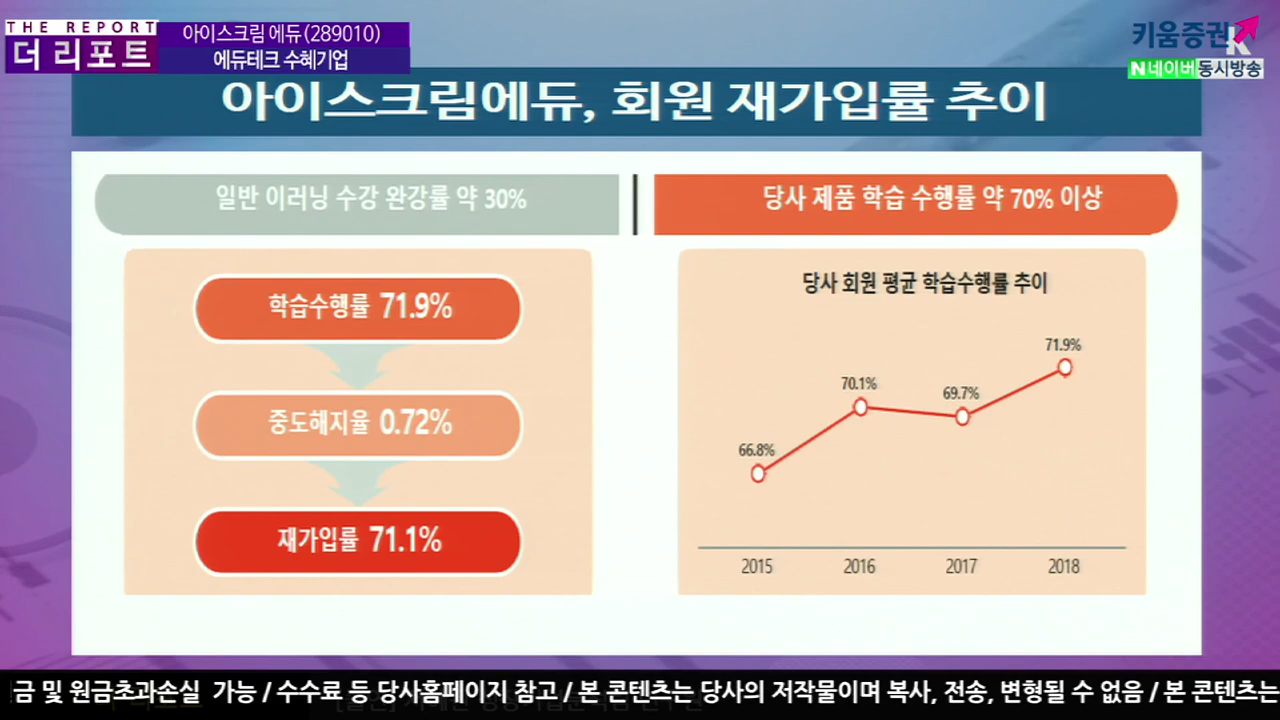 THE REPORT
더 리포트
아이스크림 에듀(289010)
에듀테크 수혜기업
키움증권
N 네이버 동시방송
아이스크림에듀, 회원 재가입률 추이
일반 이러닝 수강 완강률 약 30%
당사 제품 학습 수행률 약 70% 이상
학습수행률 71.9%
중도해지율 0.72%
재가입률 71.1%
당사 회원 평균 학습수행률 추이
66.8%
70.1%
69.7%
71.9%
2015 2016 2017 2018
금 및 원금초과손실 가능 / 수수료 등 당사홈페이지 참고 / 본 콘텐츠는 당사의 저작물이며 복사, 전송, 변형될 수 없음 / 본 콘텐츠는